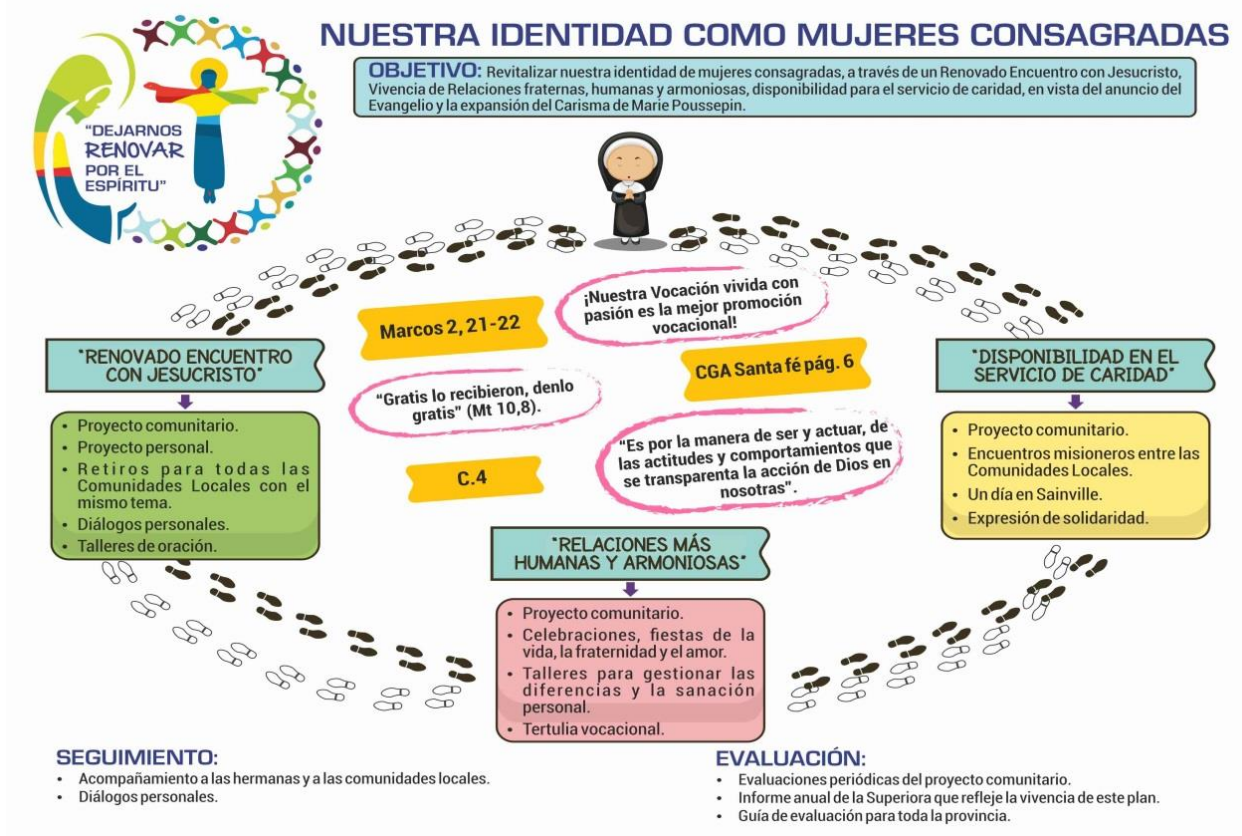 NUESTRA IDENTIDAD COMO MUJERES CONSAGRADAS
OBJETIVO: Revitalizar nuestra identidad de mujeres consagradas, a través de un Renovado Encuentro con Jesucristo,
Vivencia de Relaciones fraternas, humanas y armoniosas, disponibilidad para el servicio de caridad, en vista del anuncio del
Evangelio y la expansión del Carisma de Marie Poussepin.
"DEJARNOS
RENOVAR
POR EL
ESPÍRITU"
¡Nuestra Vocación vivida con
pasión es la mejor promoción
vocacional!
Marcos 2, 21-22
CGA Santa fé pág. 6
"Gratis lo recibieron, denlo
gratis" (Mt 10,8).
"Es por la manera de ser y actuar, de
las actitudes y comportamientos que
se transparenta la acción de Dios en
nosotras".
C.4
"RENOVADO ENCUENTRO
CON JESUCRISTO"
• Proyecto comunitario.
• Proyecto personal.
• Retiros para todas las
Comunidades Locales con el
mismo tema.
• Diálogos personales.
• Talleres de oración.
"RELACIONES MÁS
HUMANAS Y ARMONIOSAS"
• Proyecto comunitario.
• Celebraciones, fiestas de la
vida, la fraternidad y el amor.
• Talleres para gestionar las
diferencias y la sanación
personal.
• Tertulia vocacional.
"DISPONIBILIDAD EN EL
SERVICIO DE CARIDAD"
• Proyecto comunitario.
• Encuentros misioneros entre las
Comunidades Locales.
• Un día en Sainville.
• Expresión de solidaridad.
SEGUIMIENTO:
• Acompañamiento a las hermanas y a las comunidades locales.
• Diálogos personales.
EVALUACIÓN:
• Evaluaciones periódicas del proyecto comunitario.
• Informe anual de la Superiora que refleje la vivencia de este plan.
• Guía de evaluación para toda la provincia.